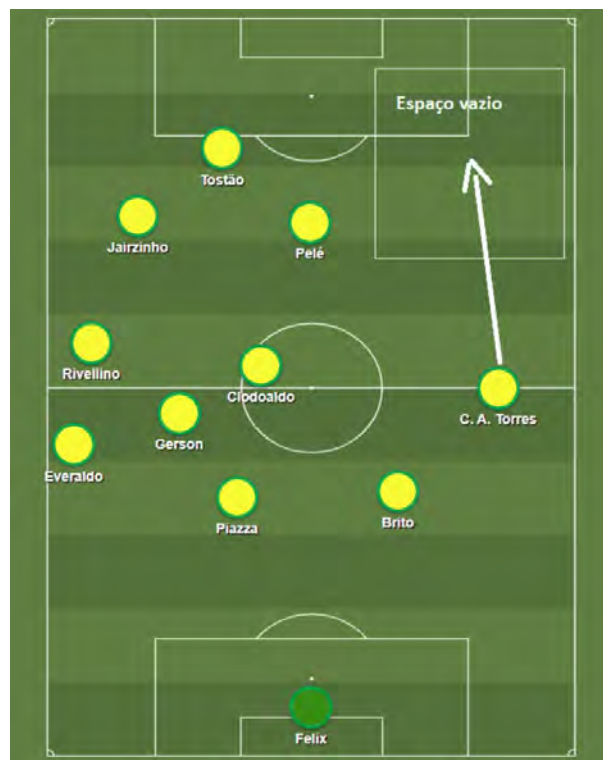 Espaço vazio
Tostão
Jairzinho
Pelé
Rivellino
Clodoaldo
C. A. Torres
Gerson
Everaldo
Piazza
Brito
Felix